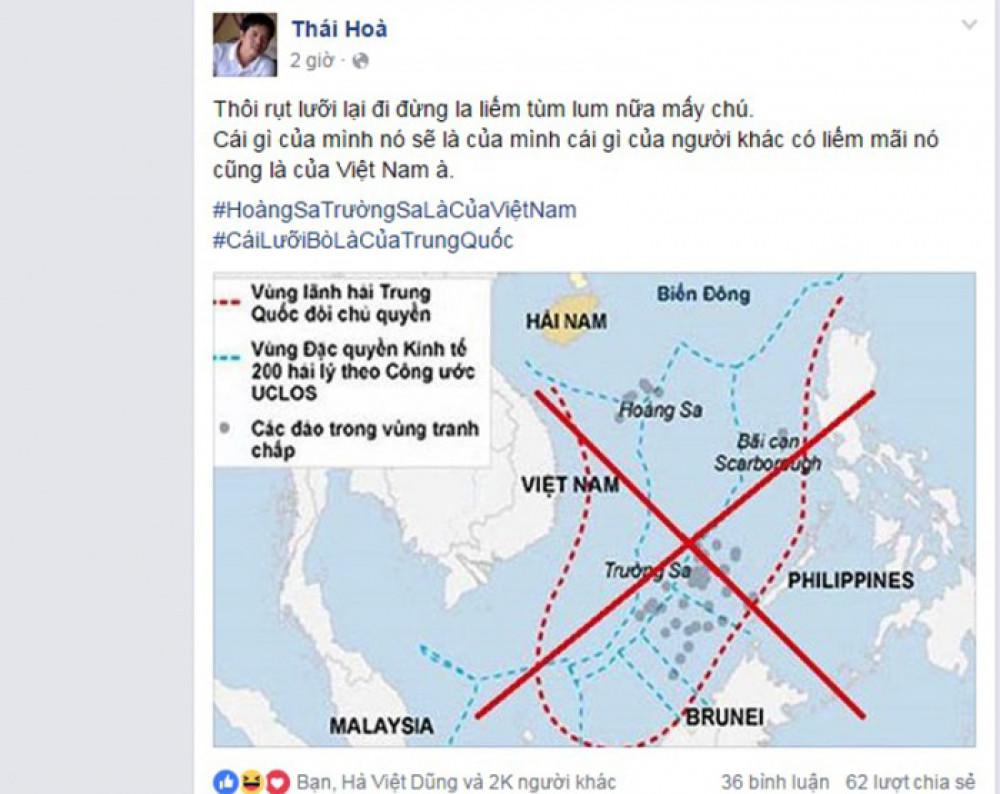 Thái Hoà
2 giờ ·
Thôi rụt lưỡi lại đi đừng la liếm tùm lum nữa mấy chú.
Cái gì của mình nó sẽ là của mình cái gì của người khác có liếm mãi nó
cũng là của Việt Nam à.
#HoàngSaTrườngSaLàCủaViệtNam
#CáiLưỡiBòLàCủaTrungQuốc
Vùng lãnh hải Trung
Quốc đòi chủ quyền
Vùng Đặc quyền Kinh tế
200 hải lý theo Công ước
UCLOS
Các đảo trong vùng tranh
chấp
Biển Đông
HẢI NAM
Hoàng Sa
Bãi cạn
Scarborough
VIỆT NAM
Trường Sa
PHILIPPINES
BRUNEI
MALAYSIA
Bạn, Hà Việt Dũng và 2K người khác
36 bình luận 62 lượt chia sẻ